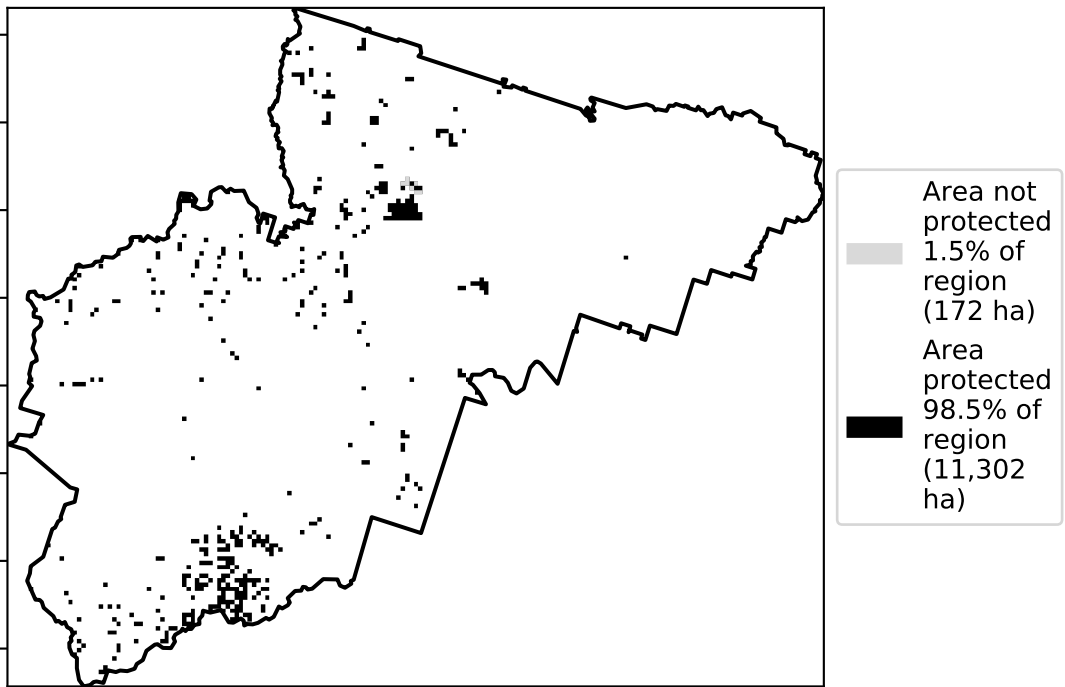 Area not
protected
1.5% of
region
(172 ha)
Area
protected
98.5% of
region
(11,302
ha)